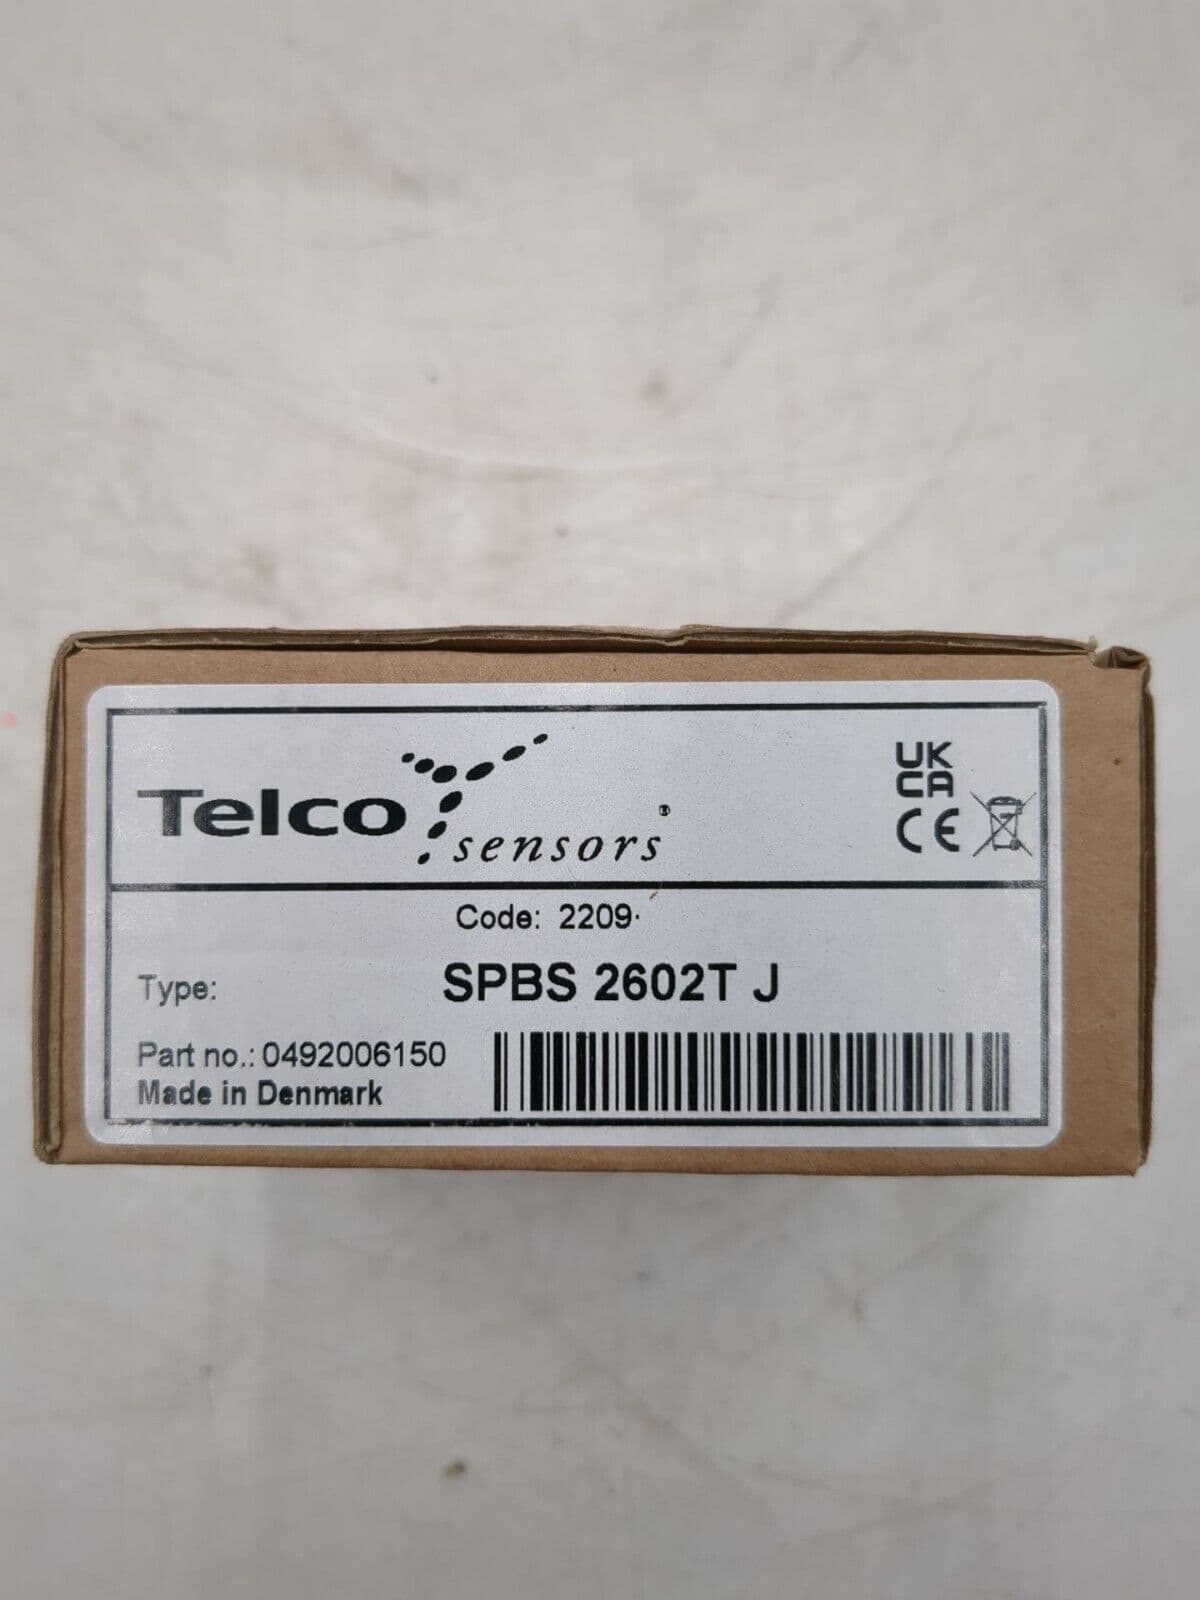 Telco sensors®
UK
CA
CE
Code: 2209
Type: SPBS 2602T J
Part no.: 0492006150
Made in Denmark